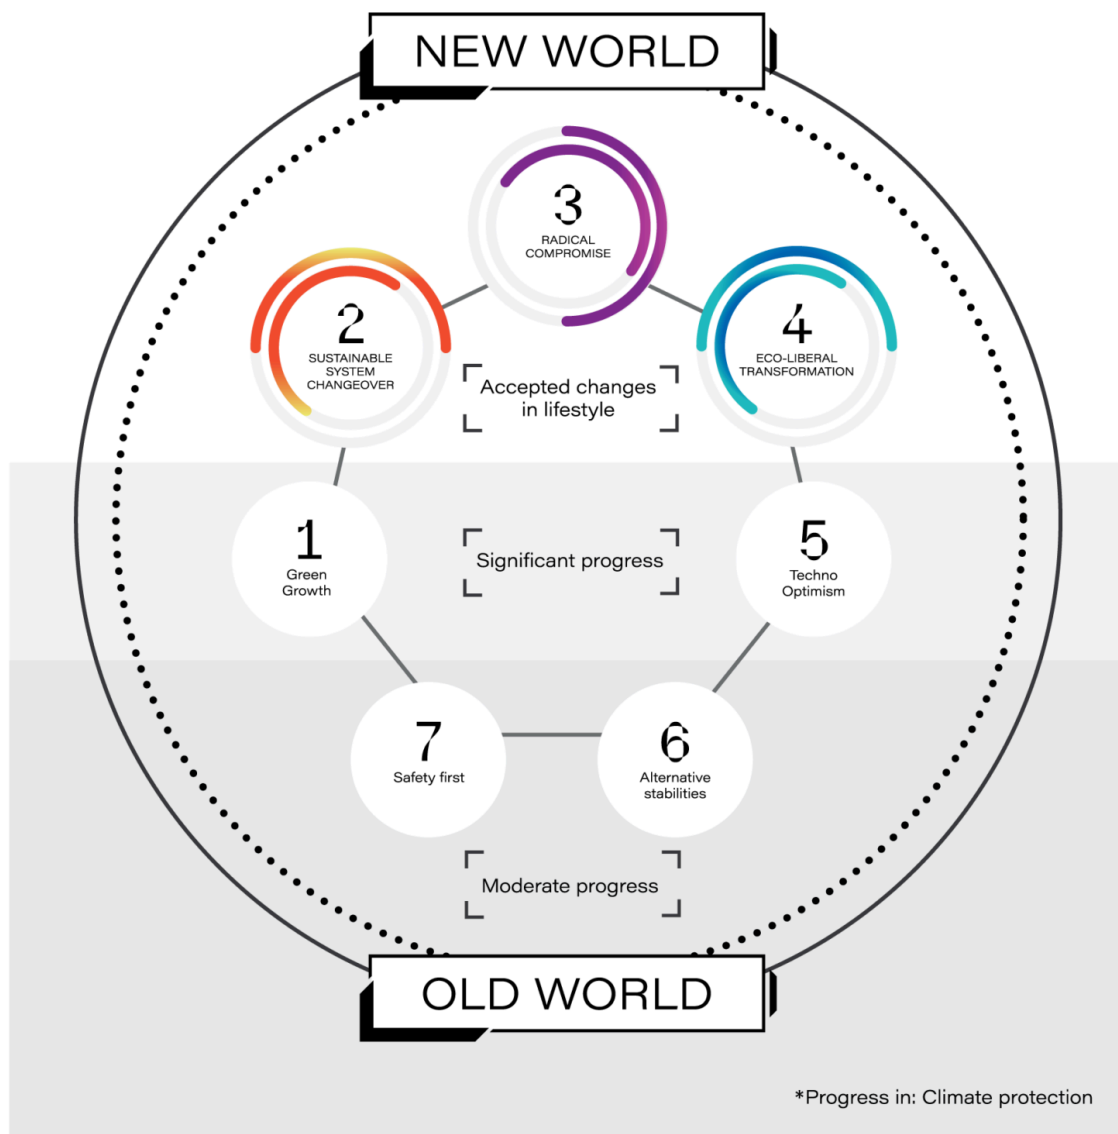 NEW WORLD
3
RADICAL
COMPROMISE
2
SUSTAINABLE
SYSTEM
CHANGEOVER
4
ECO-LIBERAL
TRANSFORMATION
Accepted changes
in lifestyle
1
Green
Growth
Significant progress
5
Techno
Optimism
7
Safety first
6
Alternative
stabilities
Moderate progress
OLD WORLD
*Progress in: Climate protection